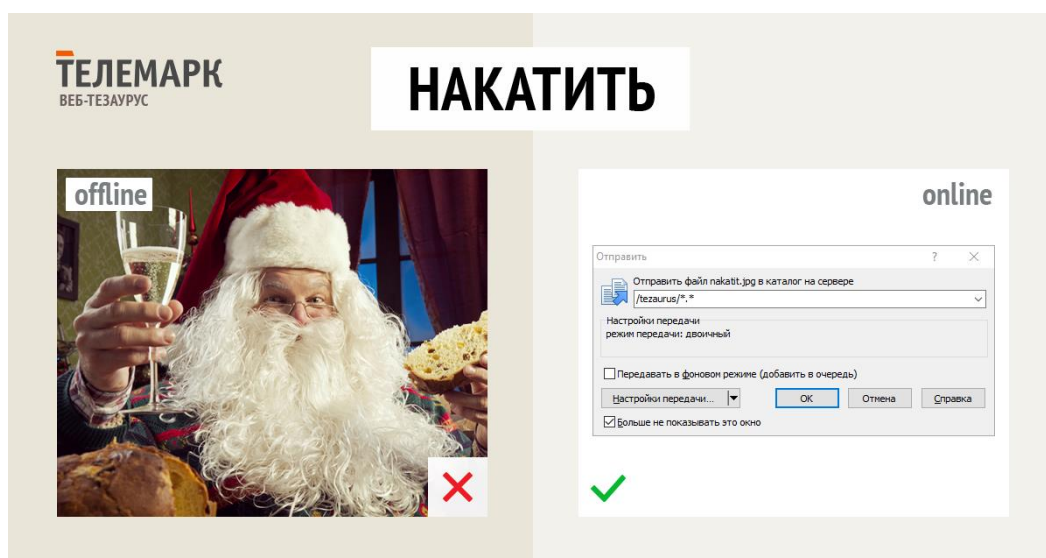 ТЕЛЕМАРК
ВЕБ-ТЕЗАУРУС
НАКАТИТЬ
offline
online
Отправить
Отправить файл nakatit.jpg в каталог на сервере
/tezaurus/*.*
Настройки передачи
режим передачи: двоичный
Передавать в фоновом режиме (добавить в очередь)
Настройки передачи... ОК Отмена Справка
Больше не показывать это окно